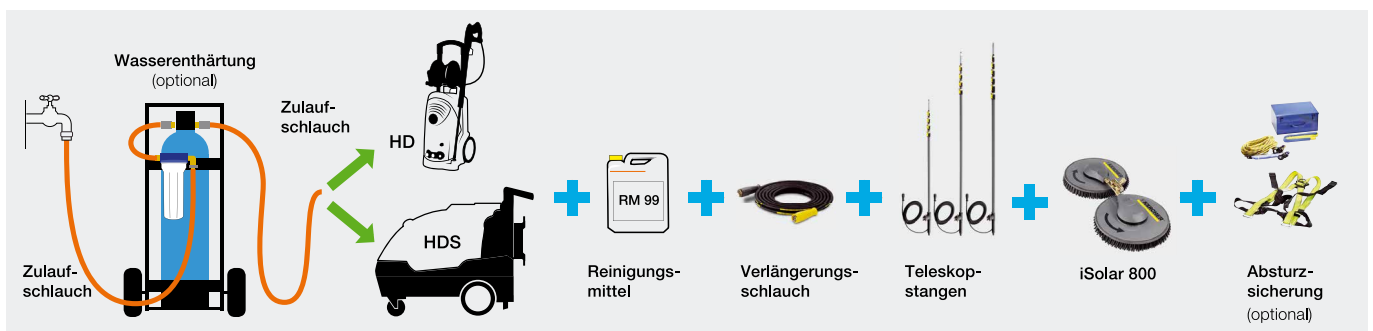 Wasserenthärtung
(optional)
Zulauf-
schlauch
Zulauf-
schlauch
HD
HDS
RM 99
Reinigungs-
mittel
Verlängerungs-
schlauch
Teleskop-
stangen
iSolar 800
Absturz-
sicherung
(optional)